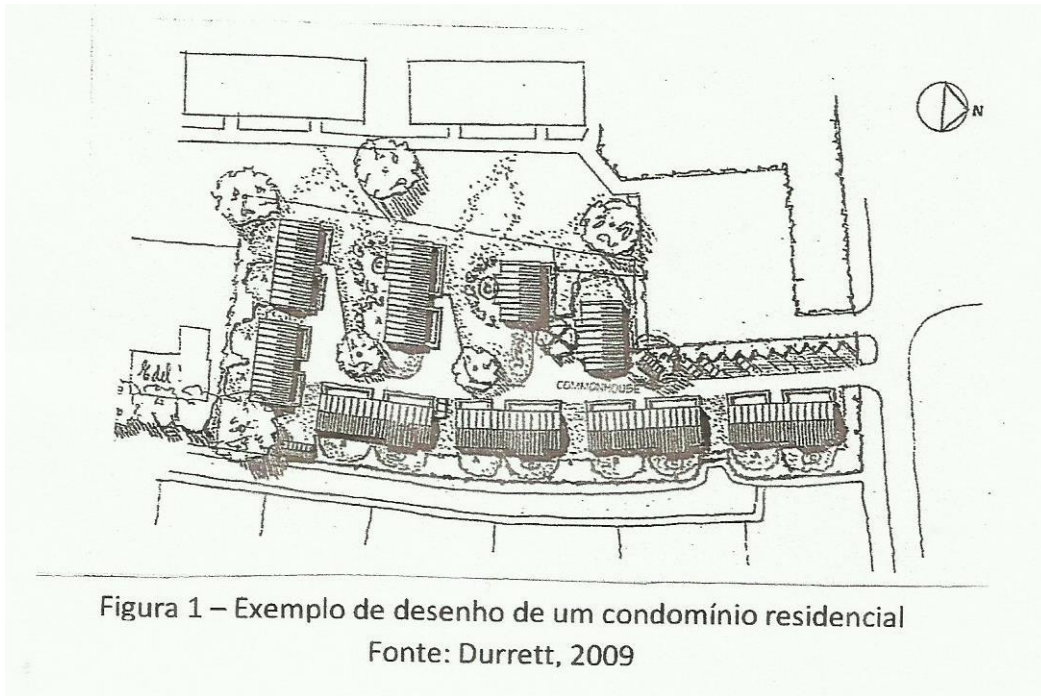 N
COMMONHOUSE
Figura 1 – Exemplo de desenho de um condomínio residencial
Fonte: Durrett, 2009